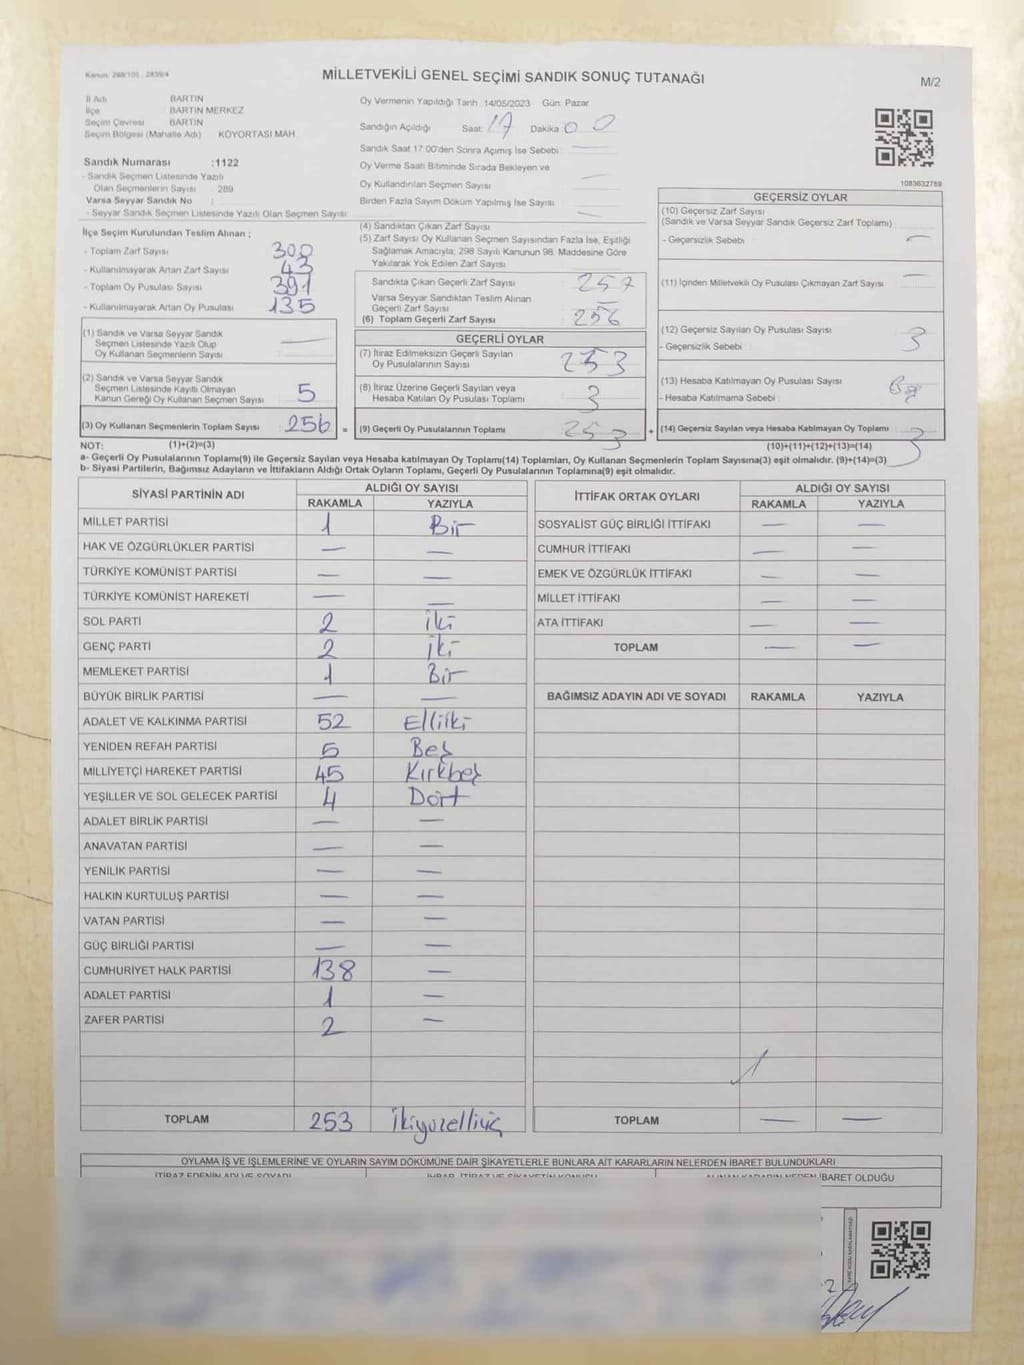 Kanun: 298/105 - 2839/4
MİLLETVEKİLİ GENEL SEÇİMİ SANDIK SONUÇ TUTANAĞI
M/2
İl Adı BARTIN
İlçe BARTIN MERKEZ
Seçim Çevresi BARTIN
Seçim Bölgesi (Mahalle Adı) KÖYORTASI MAH.
Sandık Numarası :1122
- Sandık Seçmen Listesinde Yazılı
Olan Seçmenlerin Sayısı : 289
Varsa Seyyar Sandık No :
- Seyyar Sandık Seçmen Listesinde Yazılı Olan Seçmen Sayısı :
Oy Vermenin Yapıldığı Tarih 14/05/2023 Gün: Pazar
Sandığın Açıldığı Saat: 17 Dakika 00
Sandık Saat 17:00'den Sonra Açımış İse Sebebi : —
Oy Verme Saati Bitiminde Sırada Bekleyen ve
Oy Kullandırılan Seçmen Sayısı : —
Birden Fazla Sayım Döküm Yapılmış İse Sayısı : —
1083632789
İlçe Seçim Kurulundan Teslim Alınan ;
- Toplam Zarf Sayısı : 300
- Kullanılmayarak Artan Zarf Sayısı : 43
- Toplam Oy Pusulası Sayısı : 391
- Kullanılmayarak Artan Oy Pusulası : 135
(1) Sandık ve Varsa Seyyar Sandık
Seçmen Listesinde Yazılı Olup
Oy Kullanan Seçmenlerin Sayısı : —
(2) Sandık ve Varsa Seyyar Sandık
Seçmen Listesinde Kayıtlı Olmayan
Kanun Gereği Oy Kullanan Seçmen Sayısı : 5
(3) Oy Kullanan Seçmenlerin Toplam Sayısı : 256 =
(4) Sandıktan Çıkan Zarf Sayısı :
(5) Zarf Sayısı Oy Kullanan Seçmen Sayısından Fazla İse, Eşitliği
Sağlamak Amacıyla; 298 Sayılı Kanunun 98. Maddesine Göre
Yakılarak Yok Edilen Zarf Sayısı :
Sandıkta Çıkan Geçerli Zarf Sayısı : 257
Varsa Seyyar Sandıktan Teslim Alınan
Geçerli Zarf Sayısı : —
(6) Toplam Geçerli Zarf Sayısı : 256
GEÇERLİ OYLAR
(7) İtiraz Edilmeksizin Geçerli Sayılan
Oy Pusulalarının Sayısı : 253
(8) İtiraz Üzerine Geçerli Sayılan veya
Hesaba Katılan Oy Pusulası Toplamı : 3
(9) Geçerli Oy Pusulalarının Toplamı : 253 +
GEÇERSİZ OYLAR
(10) Geçersiz Zarf Sayısı
(Sandık ve Varsa Seyyar Sandık Geçersiz Zarf Toplamı) :
- Geçersizlik Sebebi : —
(11) İçinden Milletvekili Oy Pusulası Çıkmayan Zarf Sayısı : —
(12) Geçersiz Sayılan Oy Pusulası Sayısı : 3
- Geçersizlik Sebebi :
(13) Hesaba Katılmayan Oy Pusulası Sayısı :
- Hesaba Katılmama Sebebi :
(14) Geçersiz Sayılan veya Hesaba Katılmayan Oy Toplamı : 3
NOT: (1)+(2)=(3) (10)+(11)+(12)+(13)=(14)
a- Geçerli Oy Pusulasının Toplamı(9) ile Geçersiz Sayılan veya Hesaba katılmayan Oy Toplamı(14) Toplamları, Oy Kullanan Seçmenlerin Toplam Sayısına(3) eşit olmalıdır. (9)+(14)=(3)
b- Siyasi Partilerin, Bağımsız Adayların ve İttifakların Aldığı Ortak Oyların Toplamı, Geçerli Oy Pusulalarının Toplamına(9) eşit olmalıdır.
SİYASİ PARTİNİN ADI ALDIĞI OY SAYISI
RAKAMLA YAZIYLA
MİLLET PARTİSİ 1 Bir
HAK VE ÖZGÜRLÜKLER PARTİSİ — —
TÜRKİYE KOMÜNİST PARTİSİ — —
TÜRKİYE KOMÜNİST HAREKETİ — —
SOL PARTİ 2 iki
GENÇ PARTİ 2 iki
MEMLEKET PARTİSİ 1 Bir
BÜYÜK BİRLİK PARTİSİ — —
ADALET VE KALKINMA PARTİSİ 52 Elliiki
YENİDEN REFAH PARTİSİ 5 Beş
MİLLİYETÇİ HAREKET PARTİSİ 45 Kırkbeş
YEŞİLLER VE SOL GELECEK PARTİSİ 4 Dört
ADALET BİRLİK PARTİSİ — —
ANAVATAN PARTİSİ — —
YENİLİK PARTİSİ — —
HALKIN KURTULUŞ PARTİSİ — —
VATAN PARTİSİ — —
GÜÇ BİRLİĞİ PARTİSİ — —
CUMHURİYET HALK PARTİSİ 138 —
ADALET PARTİSİ 1 —
ZAFER PARTİSİ 2 —
TOPLAM 253 İkiyüzelliüç
İTTİFAK ORTAK OYLARI ALDIĞI OY SAYISI
RAKAMLA YAZIYLA
SOSYALİST GÜÇ BİRLİĞİ İTTİFAKI — —
CUMHUR İTTİFAKI — —
EMEK VE ÖZGÜRLÜK İTTİFAKI — —
MİLLET İTTİFAKI — —
ATA İTTİFAKI — —
TOPLAM — —
BAĞIMSIZ ADAYIN ADI VE SOYADI RAKAMLA YAZIYLA
TOPLAM — —
OYLAMA İŞ VE İŞLEMLERİNE VE OYLARIN SAYIM DÖKÜMÜNE DAİR ŞİKAYETLERLE BUNLARA AİT KARARLARIN NELERDEN İBARET BULUNDUKLARI
İTİRAZ EDENİN ADI VE SOYADI İHBAR, İTİRAZ VE ŞİKAYETİN KONUSU ALINAN KARARIN NEDEN İBARET OLDUĞU